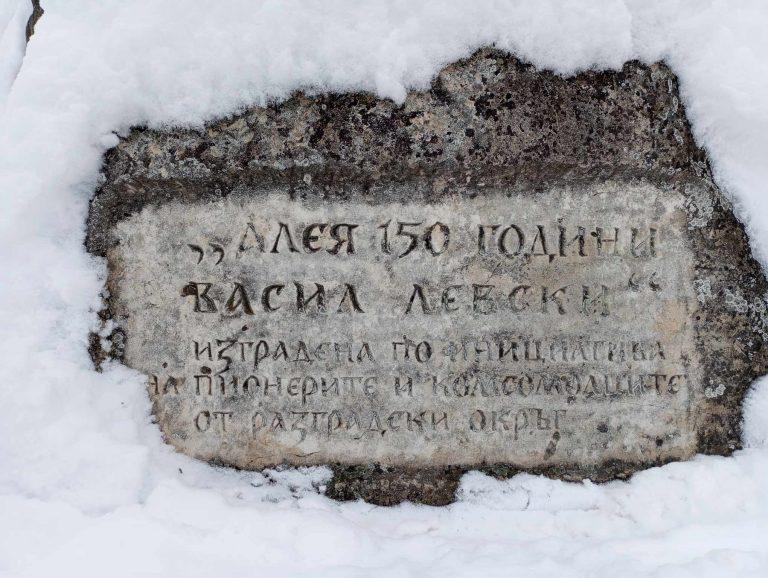 „АЛЕЯ 150 ГОДИНИ
ВАСИЛ ЛЕВСКИ“
ИЗГРАДЕНА ПО ИНИЦИАТИВА
НА ПИОНЕРИТЕ И КОМСОМОЛЦИТЕ
ОТ РАЗГРАДСКИ ОКРЪГ